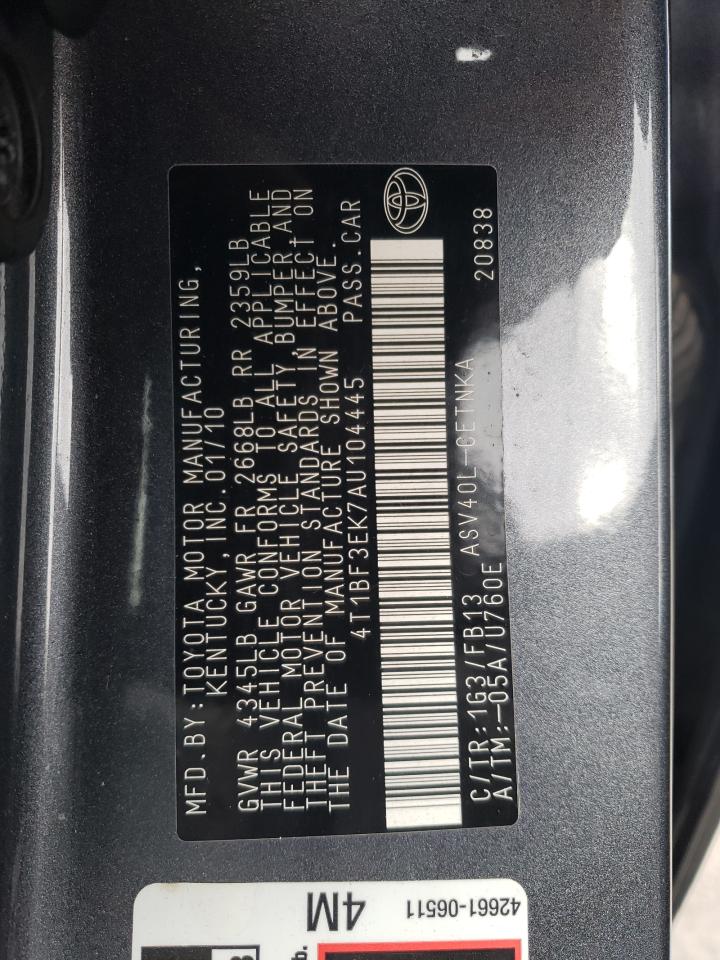 MFD.BY:TOYOTA MOTOR MANUFACTURING,
KENTUCKY, INC.01/10
GVWR 4345LB GAWR FR 2668LB RR 2359LB
THIS VEHICLE CONFORMS TO ALL APPLICABLE
FEDERAL MOTOR VEHICLE SAFETY,BUMPER,AND
THEFT PREVENTION STANDARDS IN EFFECT ON
THE DATE OF MANUFACTURE SHOWN ABOVE.
4T1BF3EK7AU104445 PASS.CAR
C/TR:1G3/FB13 ASV40L-CETNKA 20838
A/TM:-05A/U760E
4M
42661-06511